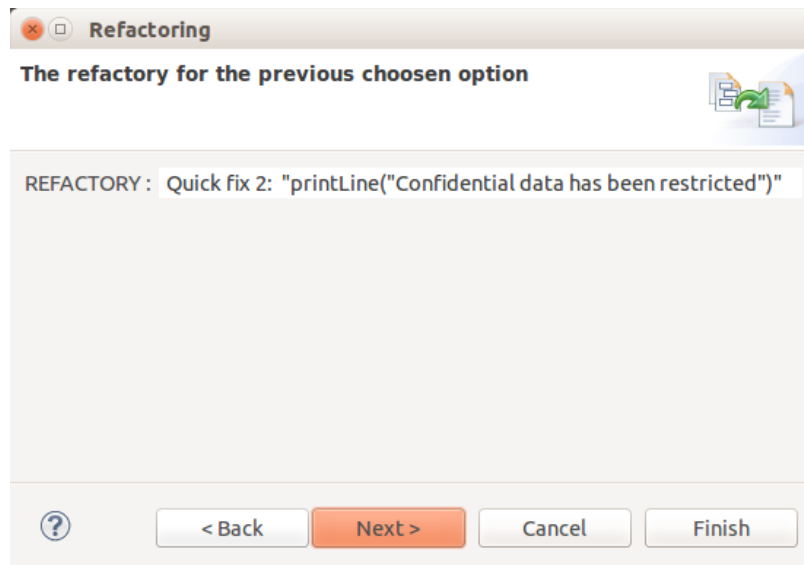 Refactoring
The refactory for the previous choosen option
REFACTORY : Quick fix 2: "printLine("Confidential data has been restricted")"
? < Back Next > Cancel Finish